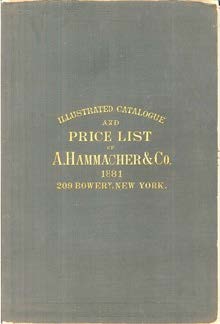 ILLUSTRATED CATALOGUE
AND
PRICE LIST
OF
A. HAMMACHER & CO.
1881
209 BOWERY, NEW YORK.